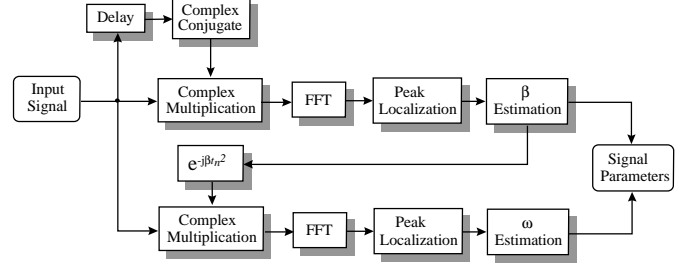 Delay
Complex
Conjugate
Input
Signal
Complex
Multiplication
FFT
Peak
Localization
β
Estimation
e^-jβtn²
Signal
Parameters
Complex
Multiplication
FFT
Peak
Localization
ω
Estimation